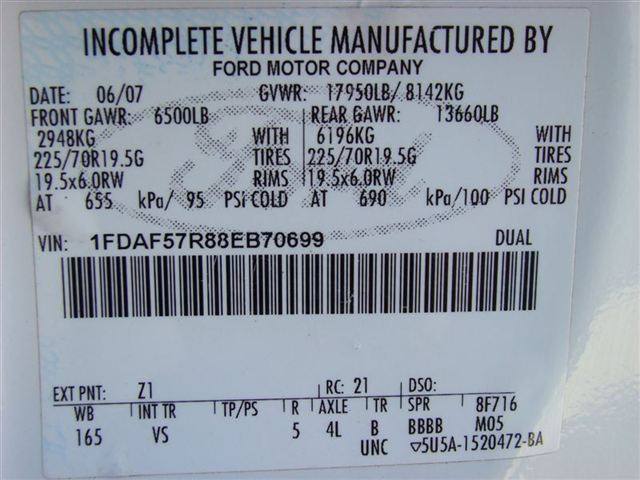 INCOMPLETE VEHICLE MANUFACTURED BY
FORD MOTOR COMPANY
DATE: 06/07 GVWR: 17950LB/ 8142KG
FRONT GAWR: 6500LB REAR GAWR: 13660LB
2948KG WITH 6196KG WITH
225/70R19.5G TIRES 225/70R19.5G TIRES
19.5x6.0RW RIMS 19.5x6.0RW RIMS
AT 655 kPa/ 95 PSI COLD AT 690 kPa/100 PSI COLD
VIN: 1FDAF57R88EB70699 DUAL
EXT PNT: Z1 RC: 21 DSO:
WB INT TR TP/PS R AXLE TR SPR 8F716
165 VS 5 4L B BBBB M05
UNC ▽5U5A-1520472-BA